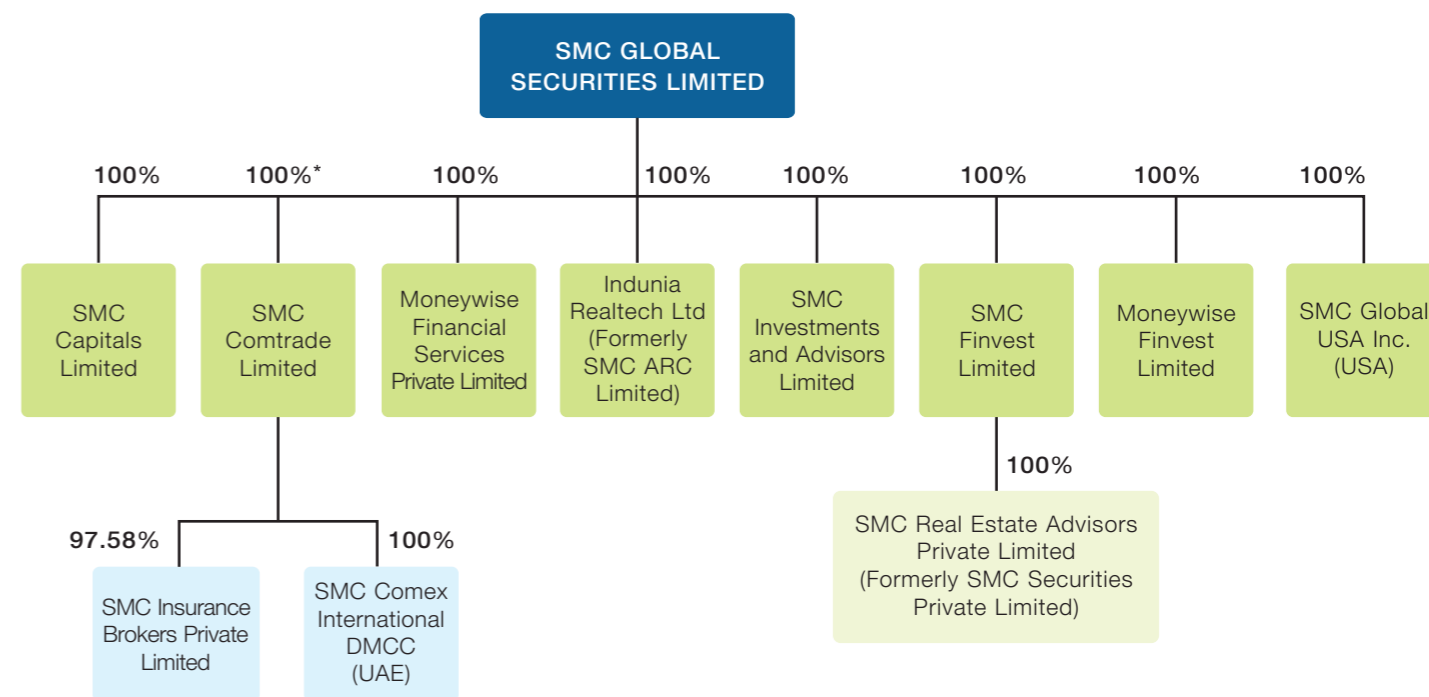 SMC GLOBAL
SECURITIES LIMITED
100%
100%*
100%
100%
100%
100%
100%
100%
SMC
Capitals
Limited
SMC
Comtrade
Limited
Moneywise
Financial
Services
Private Limited
Indunia
Realtech Ltd
(Formerly
SMC ARC
Limited)
SMC
Investments
and Advisors
Limited
SMC
Finvest
Limited
Moneywise
Finvest
Limited
SMC Global
USA Inc.
(USA)
97.58%
100%
100%
SMC Insurance
Brokers Private
Limited
SMC Comex
International
DMCC
(UAE)
SMC Real Estate Advisors
Private Limited
(Formerly SMC Securities
Private Limited)